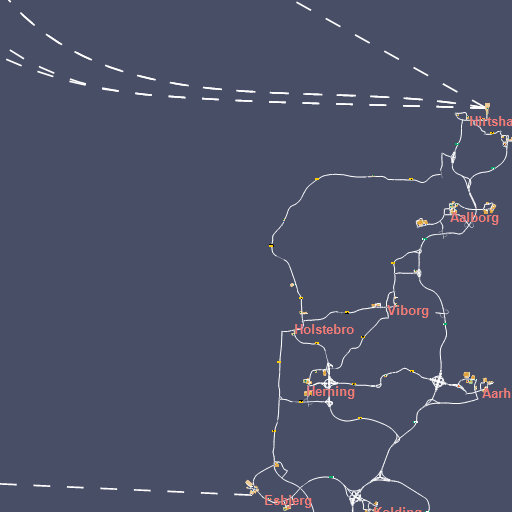 Hirtsha
Aalborg
Viborg
Holstebro
Herning
Aarh
Esbjerg
Kolding